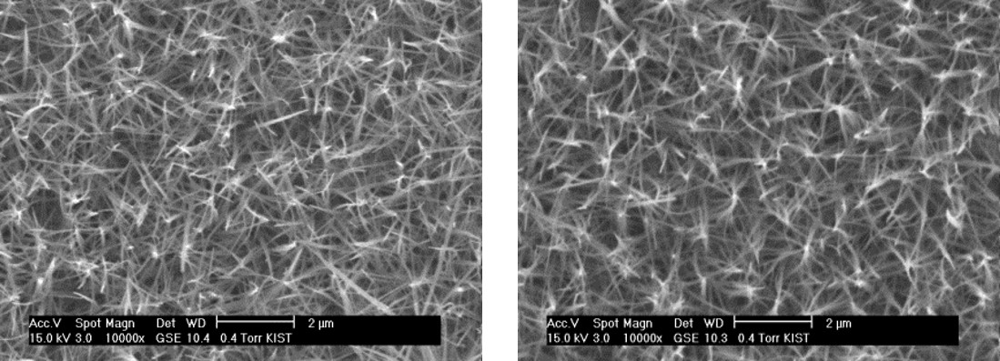 Acc.V Spot Magn Det WD 2 µm
15.0 kV 3.0 10000x GSE 10.4 0.4 Torr KIST
Acc.V Spot Magn Det WD 2 µm
15.0 kV 3.0 10000x GSE 10.3 0.4 Torr KIST